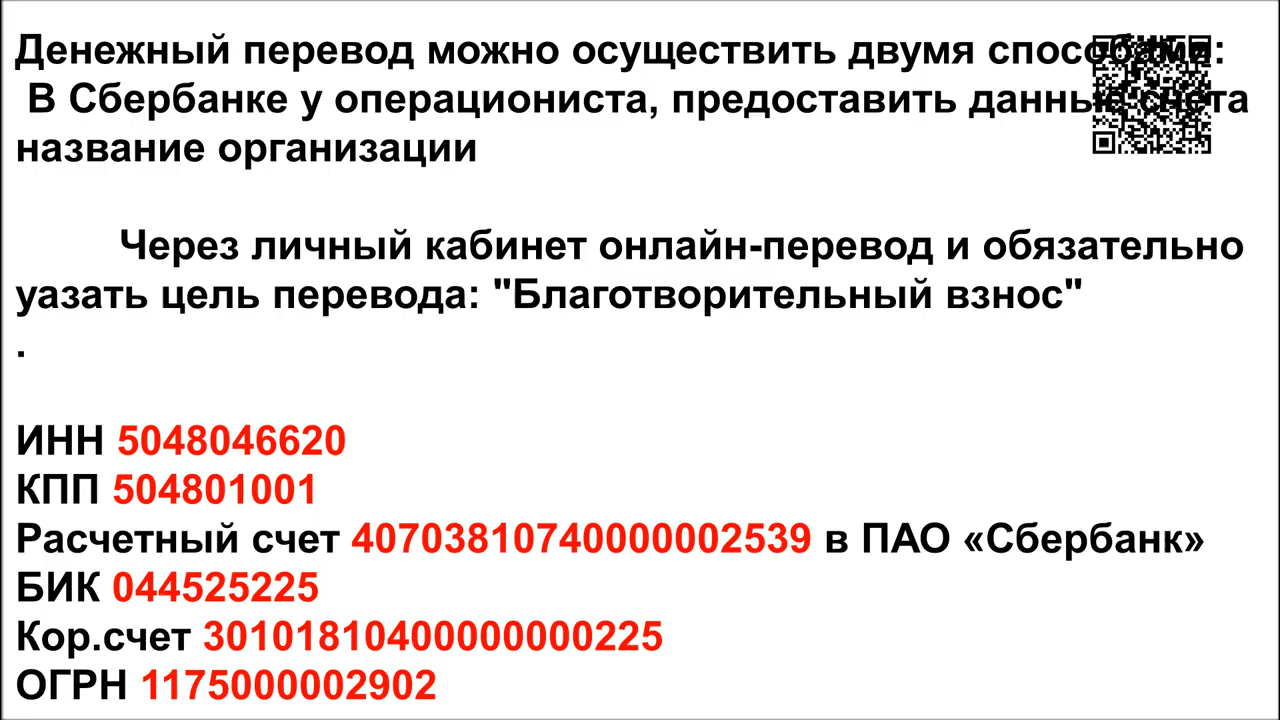 Денежный перевод можно осуществить двумя способами:
В Сбербанке у операциониста, предоставить данные счета
название организации
Через личный кабинет онлайн-перевод и обязательно
уазать цель перевода: "Благотворительный взнос"
.
ИНН 5048046620
КПП 504801001
Расчетный счет 40703810740000002539 в ПАО «Сбербанк»
БИК 044525225
Кор.счет 30101810400000000225
ОГРН 1175000002902